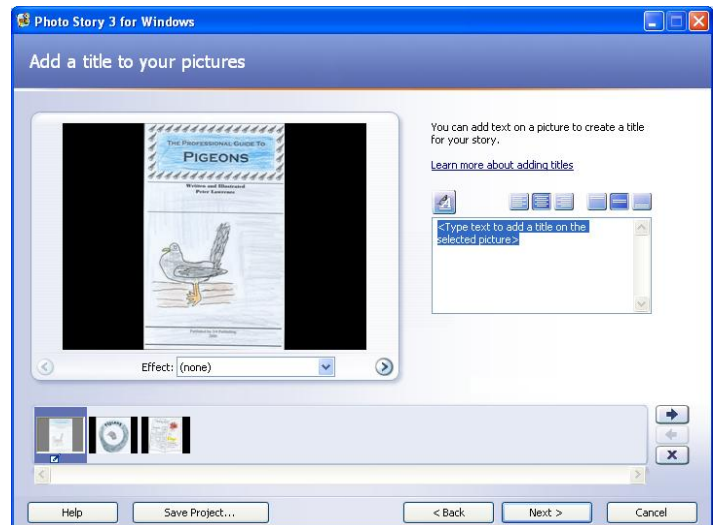 Photo Story 3 for Windows
Add a title to your pictures
THE PROFESSIONAL GUIDE TO
PIGEONS
Written and Illustrated
Peter Lawrence
You can add text on a picture to create a title
for your story.
Learn more about adding titles
<Type text to add a title on the
selected picture>
Effect: (none)
Help
Save Project...
< Back
Next >
Cancel